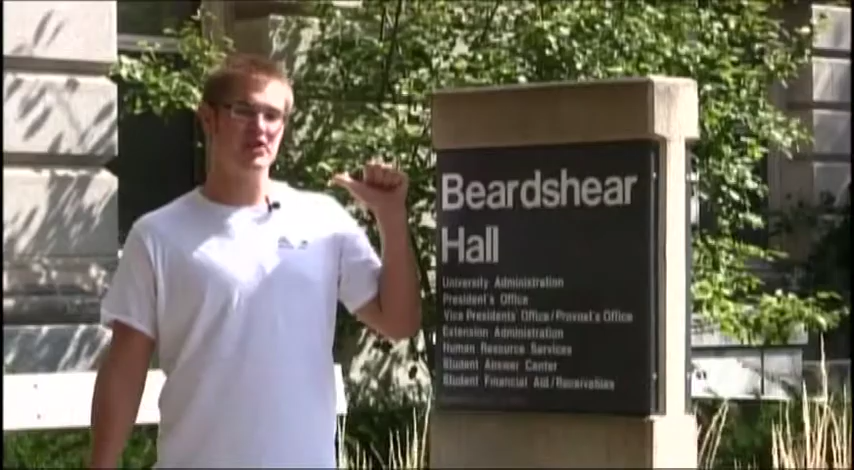 Beardshear
Hall
University Administration
President's Office
Vice Presidents' Office/Provost's Office
Extension Administration
Human Resource Services
Student Answer Center
Student Financial Aid/Receivables